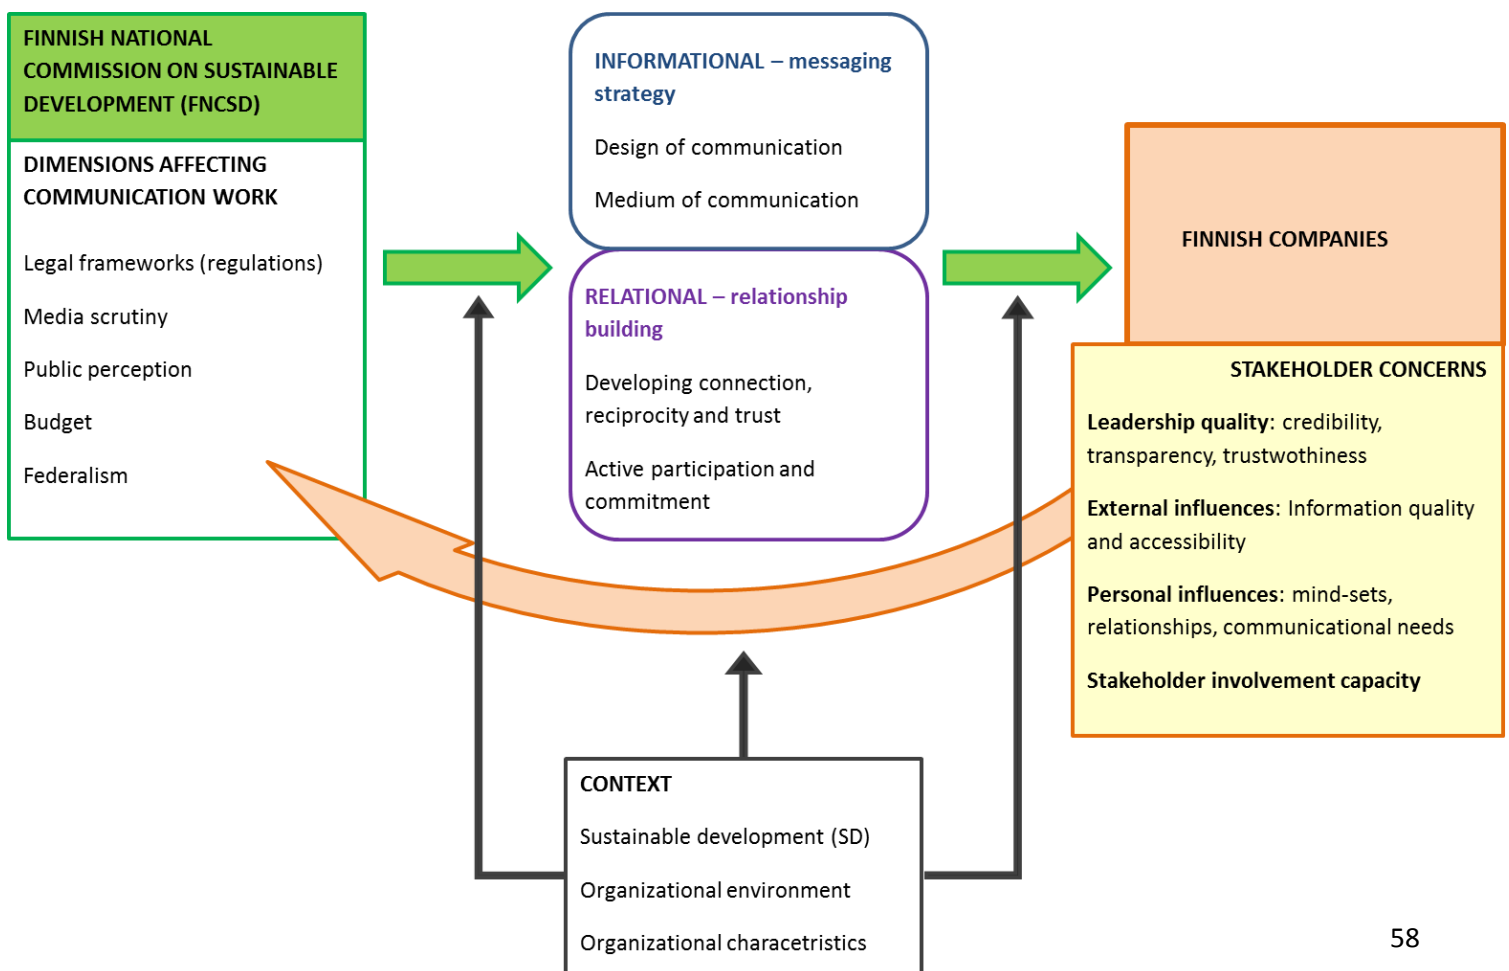 FINNISH NATIONAL
COMMISSION ON SUSTAINABLE
DEVELOPMENT (FNCSD)
DIMENSIONS AFFECTING
COMMUNICATION WORK
Legal frameworks (regulations)
Media scrutiny
Public perception
Budget
Federalism
INFORMATIONAL – messaging
strategy
Design of communication
Medium of communication
RELATIONAL – relationship
building
Developing connection,
reciprocity and trust
Active participation and
commitment
FINNISH COMPANIES
STAKEHOLDER CONCERNS
Leadership quality: credibility,
transparency, trustwothiness
External influences: Information quality
and accessibility
Personal influences: mind-sets,
relationships, communicational needs
Stakeholder involvement capacity
CONTEXT
Sustainable development (SD)
Organizational environment
Organizational characetristics
58